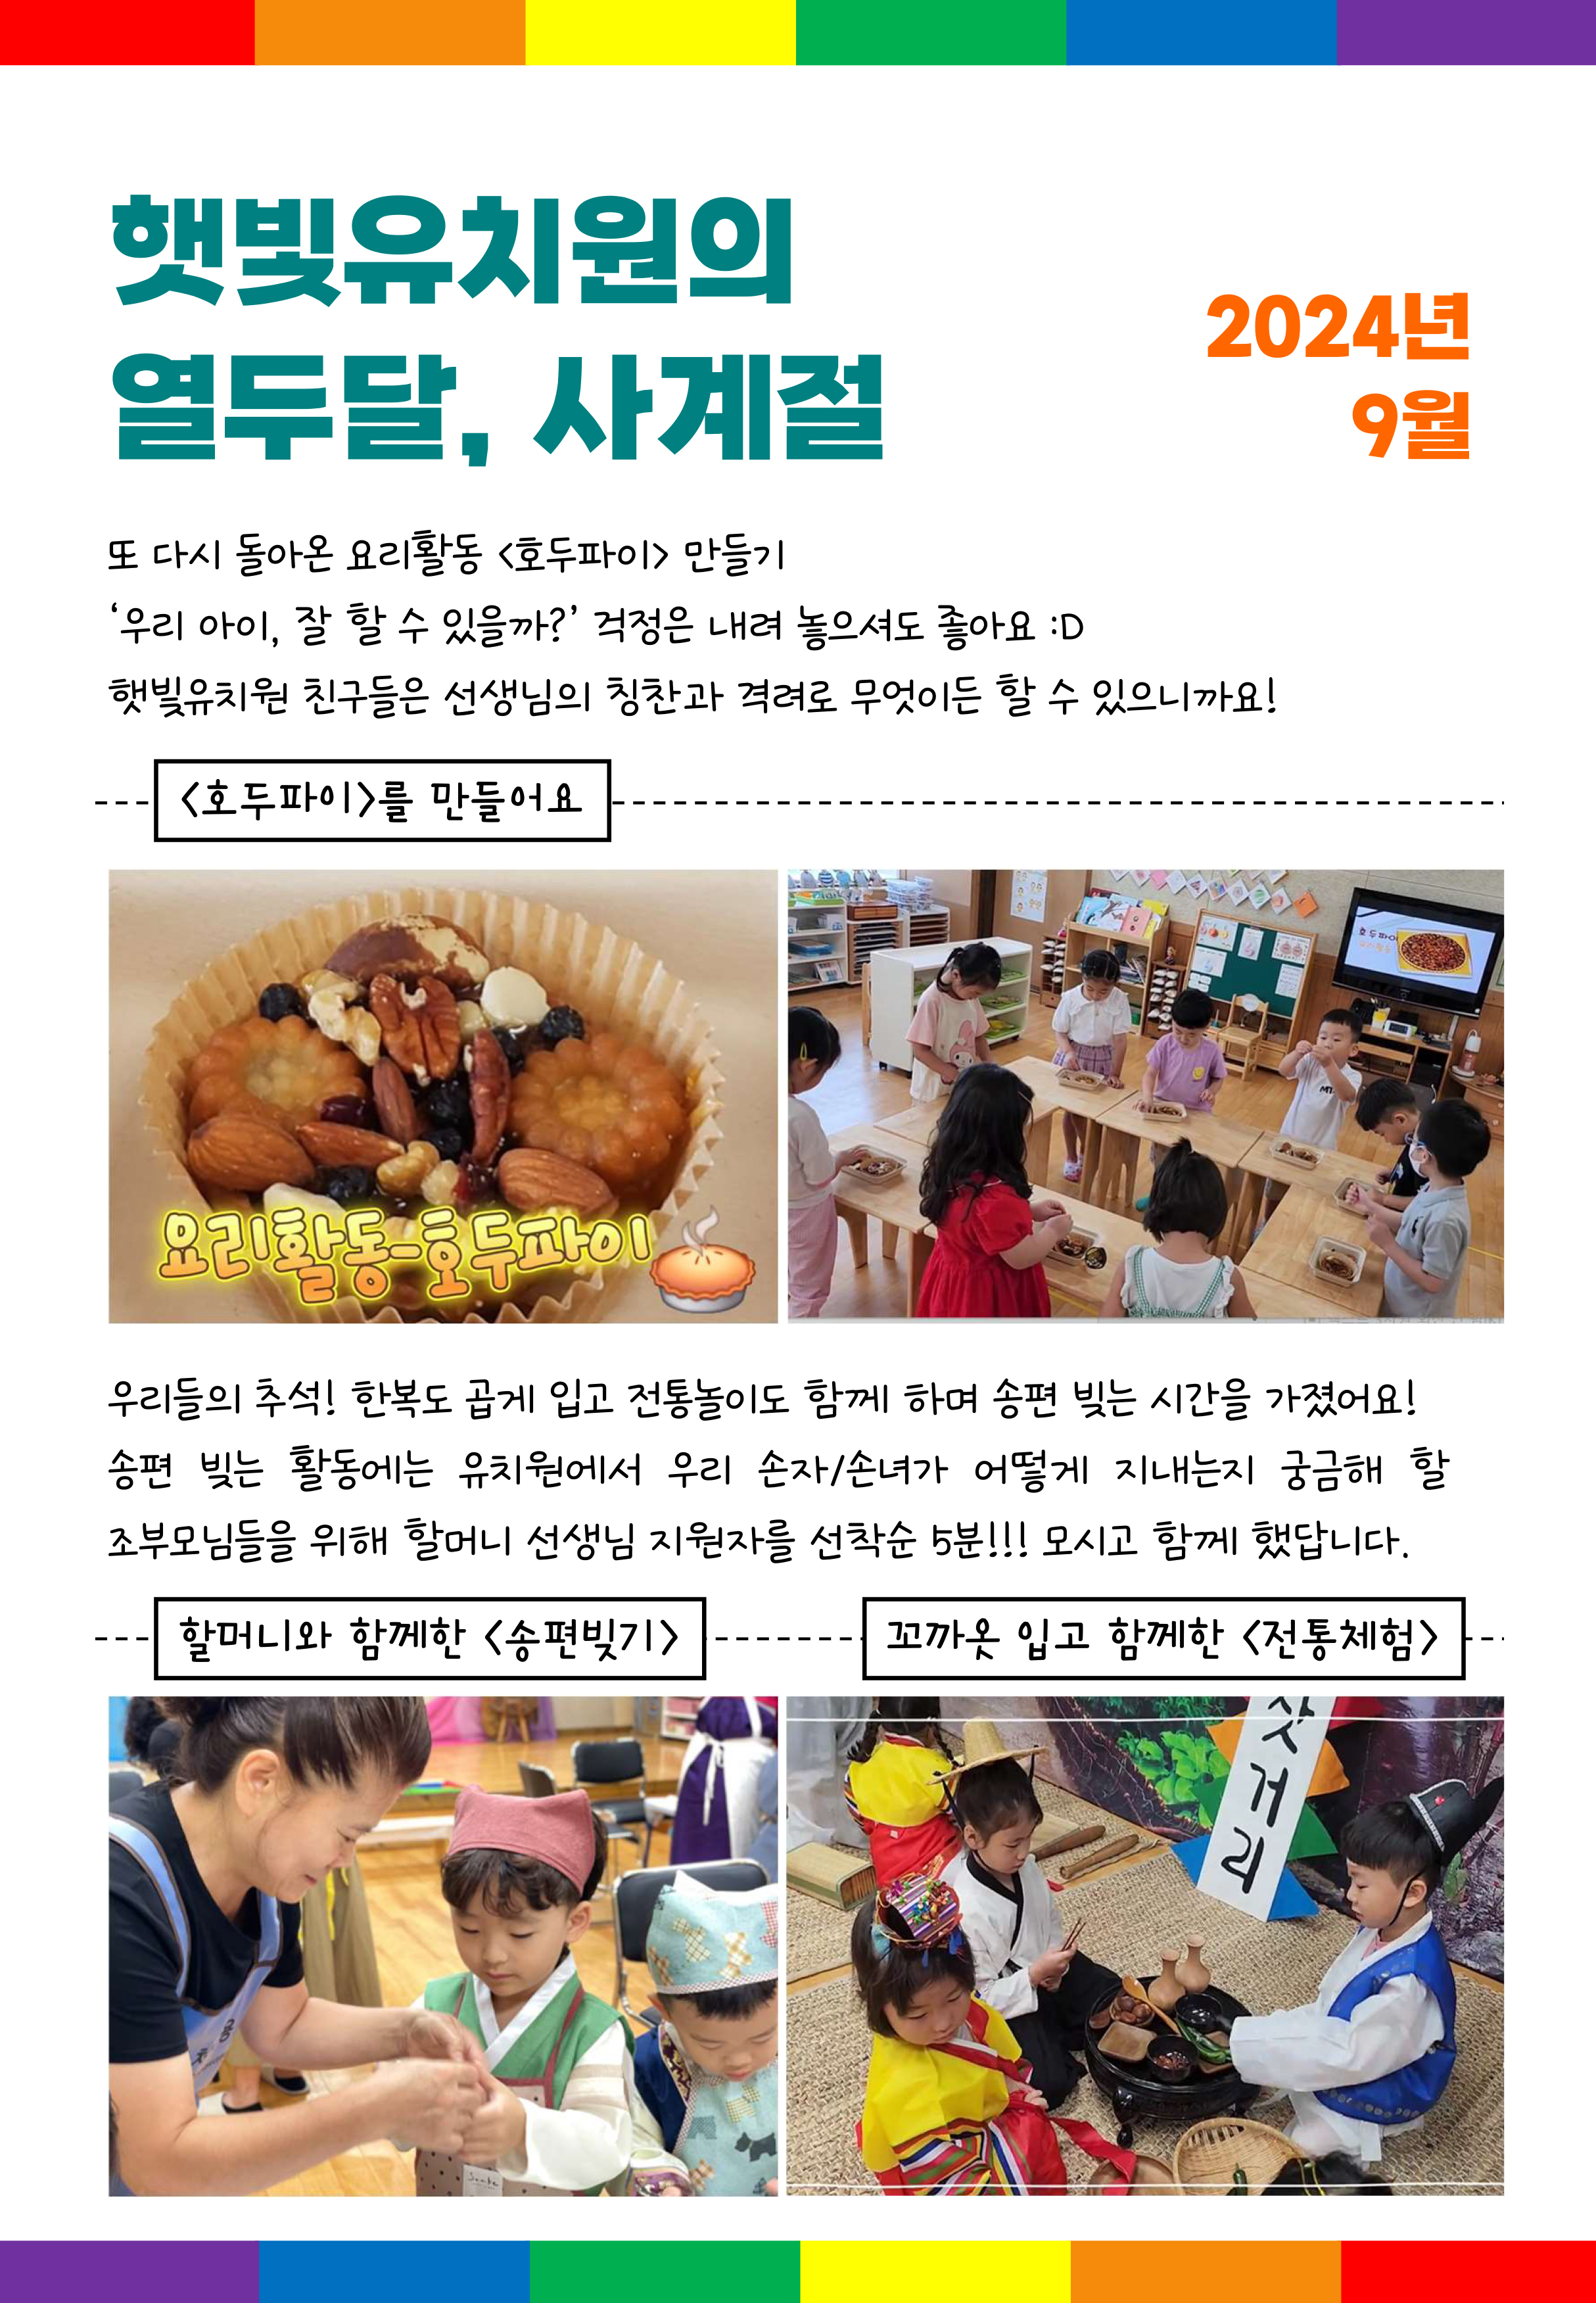 햇빛유치원의
열두달, 사계절
2024년
9월
또 다시 돌아온 요리활동 <호두파이> 만들기
‘우리 아이, 잘 할 수 있을까?’ 걱정은 내려 놓으셔도 좋아요 :D
햇빛유치원 친구들은 선생님의 칭찬과 격려로 무엇이든 할 수 있으니까요!
<호두파이>를 만들어요
요리활동-호두파이
호두파이
우리들의 추석! 한복도 곱게 입고 전통놀이도 함께 하며 송편 빚는 시간을 가졌어요!
송편 빚는 활동에는 유치원에서 우리 손자/손녀가 어떻게 지내는지 궁금해 할
조부모님들을 위해 할머니 선생님 지원자를 선착순 5분!!! 모시고 함께 했답니다.
할머니와 함께한 <송편빚기>
꼬까옷 입고 함께한 <전통체험>
거
리